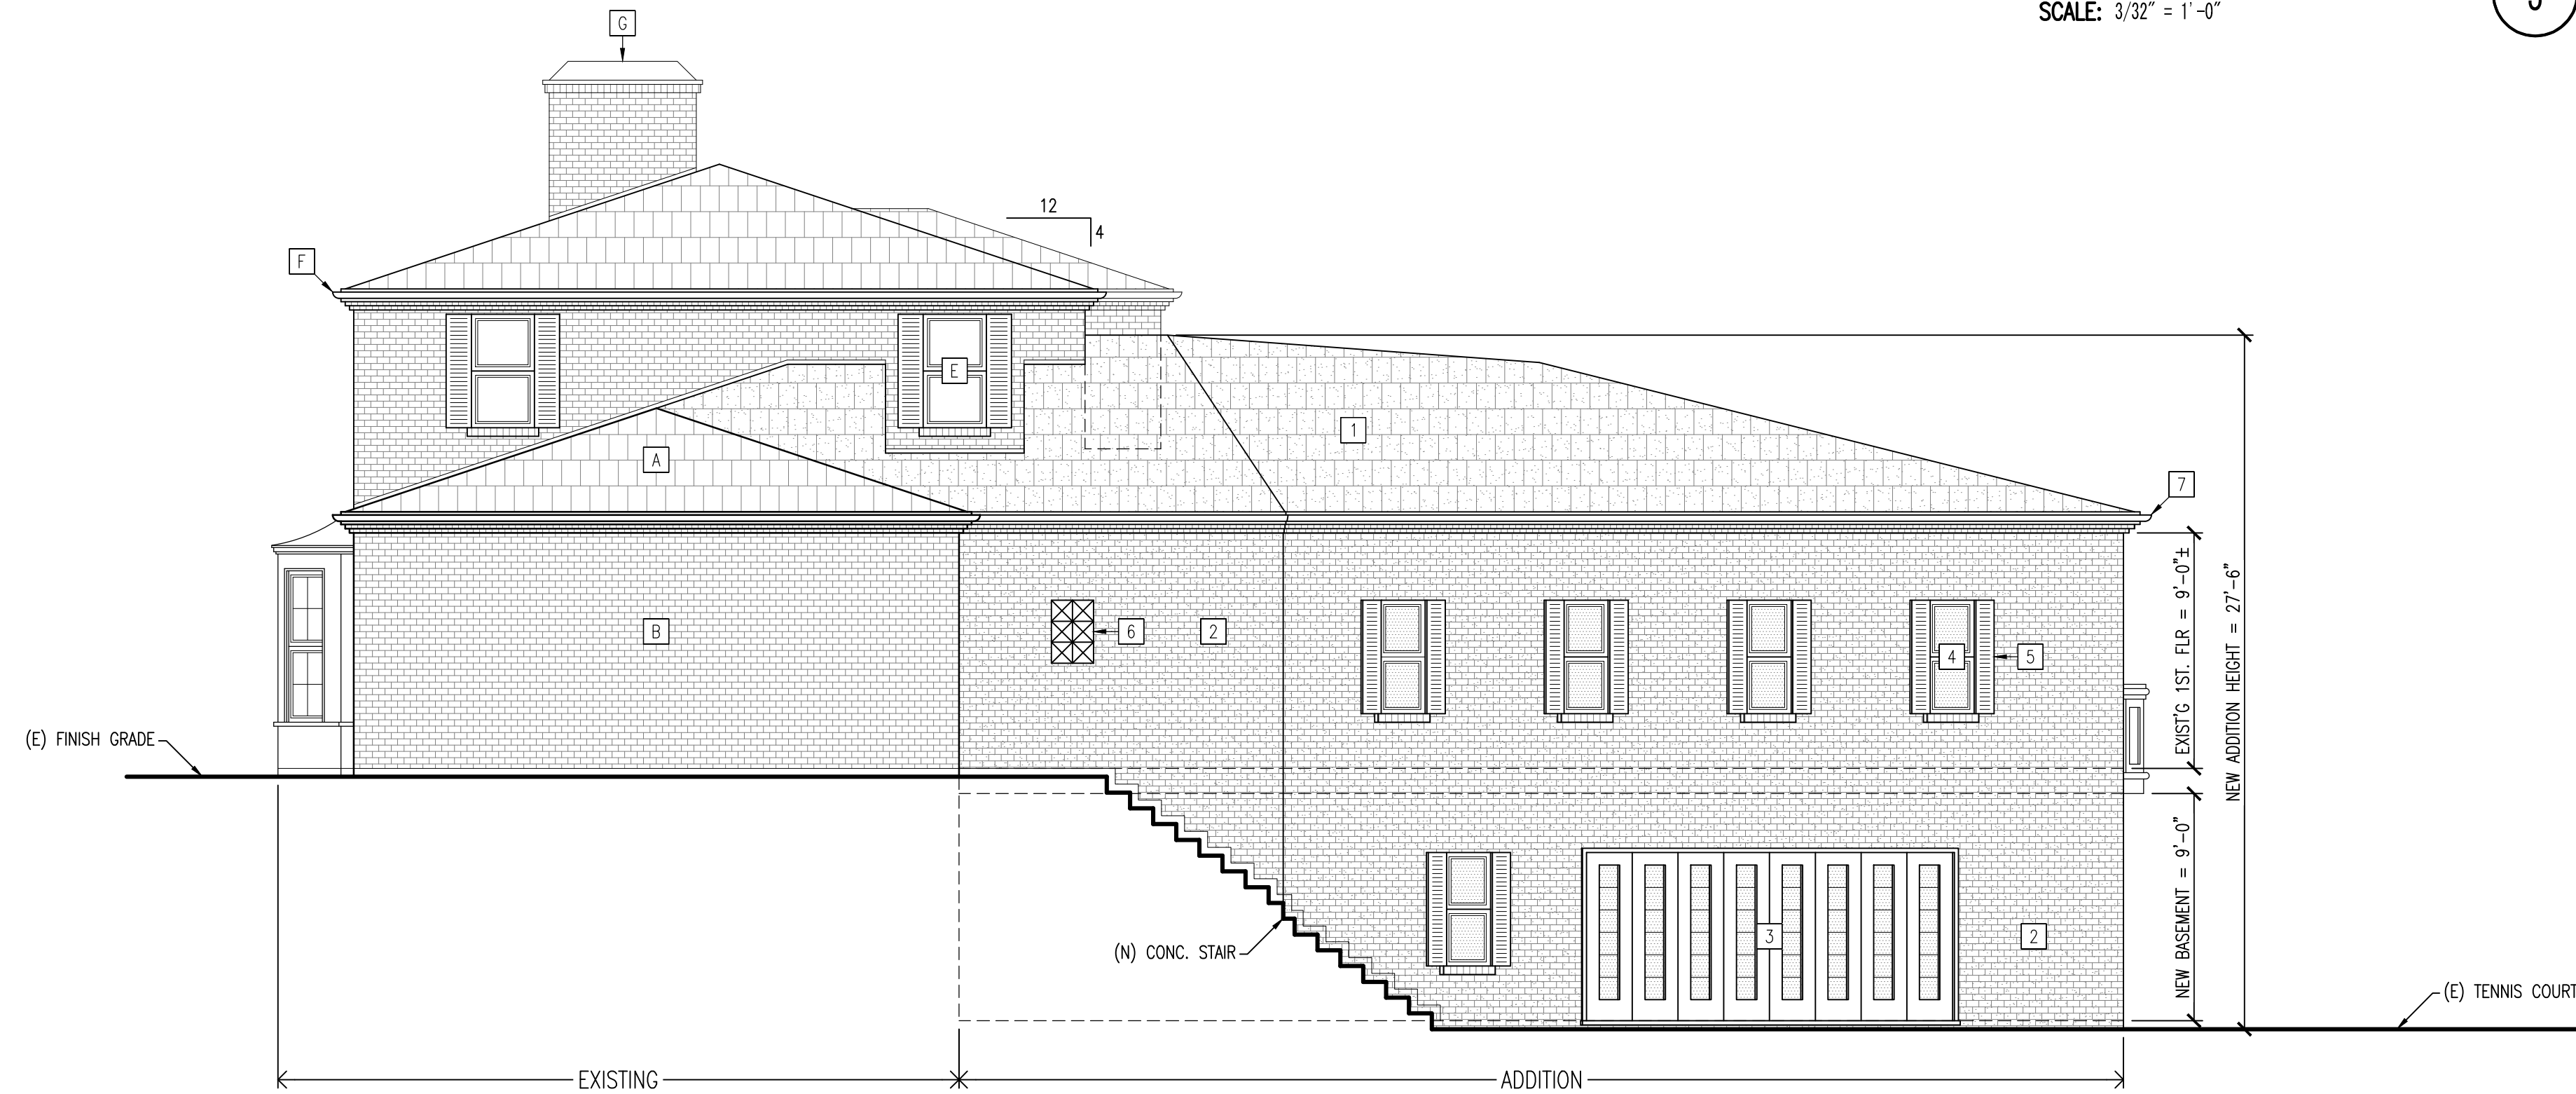 SCALE: 3/32" = 1'-0"
G
12
4
F
E
1
A
7
B
6
2
4
5
EXIST'G 1ST. FLR = 9'-0"±
NEW ADDITION HEIGHT = 27'-6"
(E) FINISH GRADE
(N) CONC. STAIR
3
2
NEW BASEMENT = 9'-0"
(E) TENNIS COURT
EXISTING
ADDITION